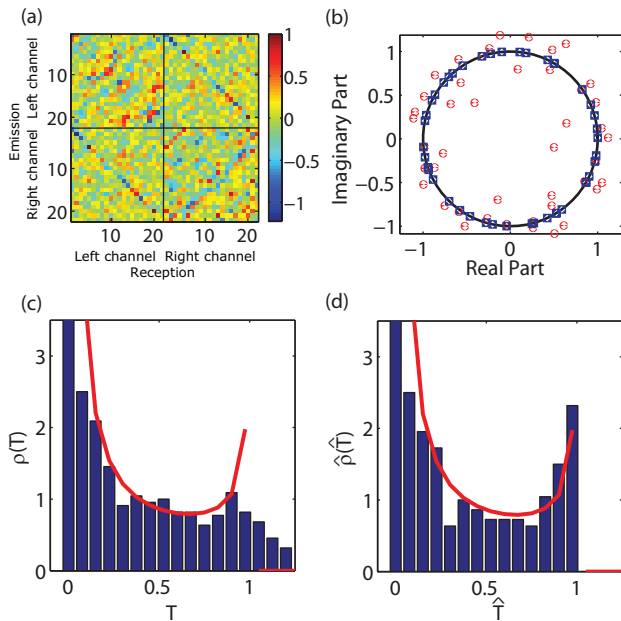 (a)
Emission
Left channel
Right channel
10
20
10
20
10
20
10
20
Left channel
Right channel
Reception
1
0.5
0
−0.5
−1
(b)
Imaginary Part
1
0.5
0
−0.5
−1
−1
0
1
Real Part
(c)
ρ(T)
3
2
1
0
0
0.5
1
T
(d)
ρ̂(T̂)
3
2
1
0
0
0.5
1
T̂